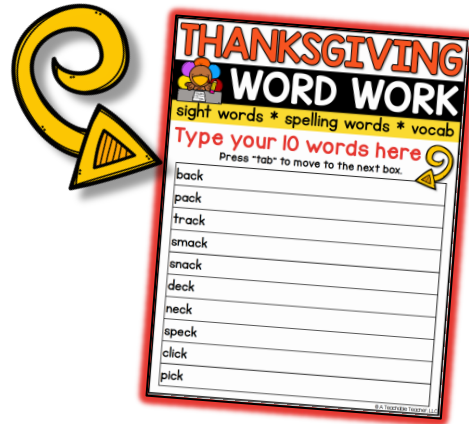 THANKSGIVING
WORD WORK
sight words * spelling words * vocab
Type your 10 words here
Press "tab" to move to the next box.
back
pack
track
smack
snack
deck
neck
speck
click
pick
© A Teachable Teacher, LLC